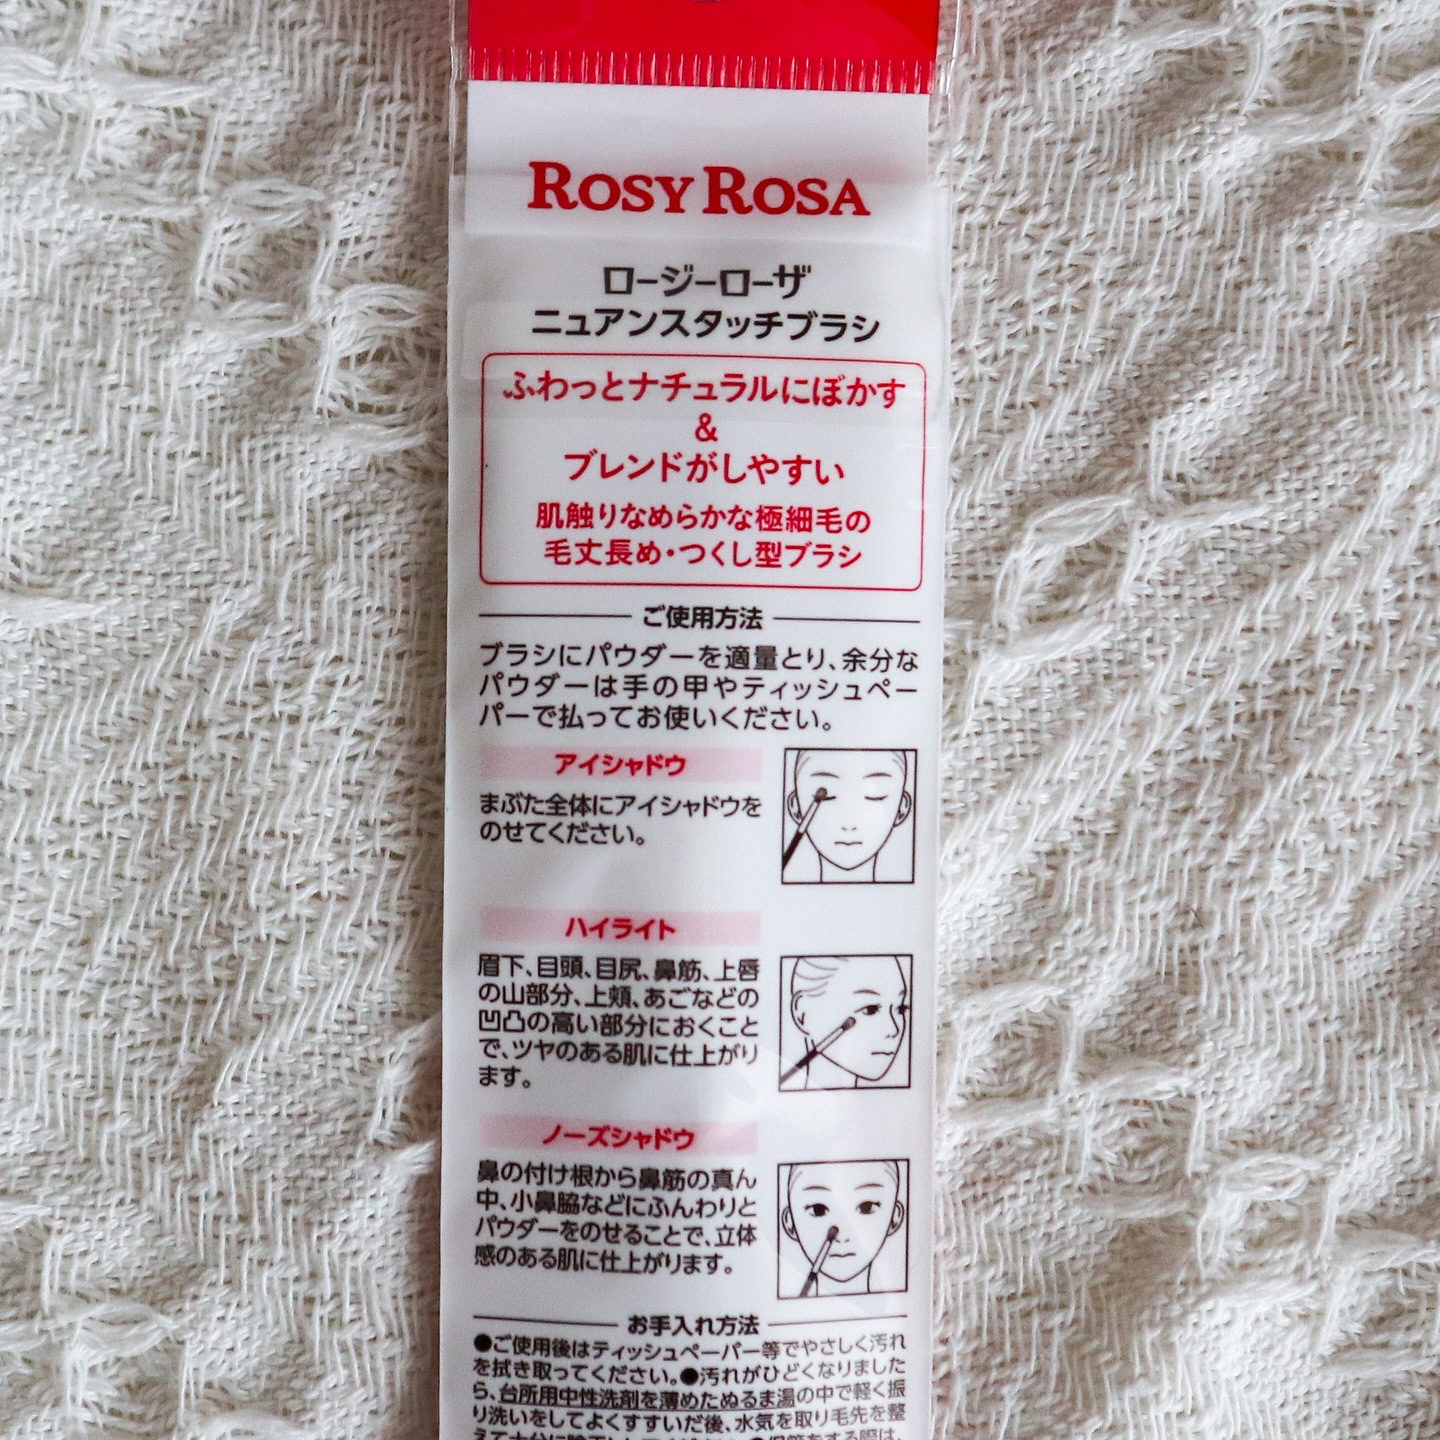 ROSY ROSA
ロージーローザ
ニュアンスタッチブラシ
ふわっとナチュラルにぼかす
&
ブレンドがしやすい
肌触りなめらかな極細毛の
毛丈長め・つくし型ブラシ
ご使用方法
ブラシにパウダーを適量とり、余分な
パウダーは手の甲やティッシュペー
パーで払ってお使いください。
アイシャドウ
まぶた全体にアイシャドウを
のせてください。
ハイライト
眉下、目頭、目尻、鼻筋、上唇
の山部分、上頬、あごなどの
凹凸の高い部分におくこと
で、ツヤのある肌に仕上がり
ます。
ノーズシャドウ
鼻の付け根から鼻筋の真ん
中、小鼻脇などにふんわりと
パウダーをのせることで、立体
感のある肌に仕上がります。
お手入れ方法
●ご使用後はティッシュペーパー等でやさしく汚れ
を拭き取ってください。●汚れがひどくなりました
ら、台所用中性洗剤を薄めたぬるま湯の中で軽く振
り洗いをしてよくすすいだ後、水気を取り毛先を整